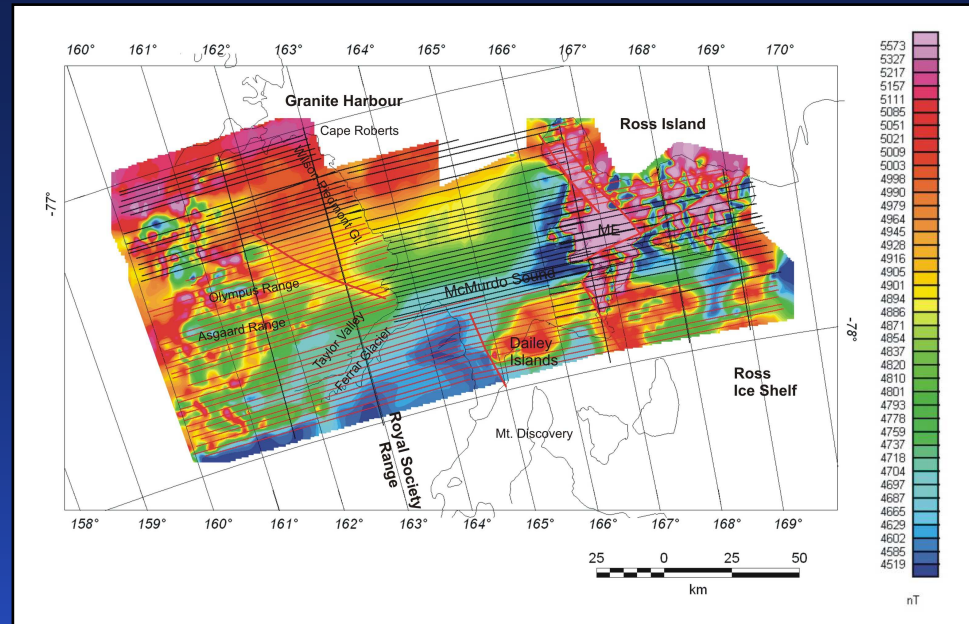 160° 161° 162° 163° 164° 165° 166° 167° 168° 169° 170°
Granite Harbour
Cape Roberts
Ross Island
Wilson Piedmont Gl.
-77°
ME
McMurdo Sound
Olympus Range
Asgaard Range
Taylor Valley
Ferrar Glacier
Dailey
Islands
-78°
Ross
Ice Shelf
Mt. Discovery
Royal Society
Range
158° 159° 160° 161° 162° 163° 164° 165° 166° 167° 168° 169°
25 0 25 50
km
5573
5327
5217
5157
5111
5085
5051
5021
5009
5003
4998
4990
4979
4964
4945
4928
4916
4905
4901
4894
4886
4871
4854
4837
4820
4810
4801
4793
4778
4759
4737
4718
4704
4697
4687
4665
4629
4602
4585
4519
nT